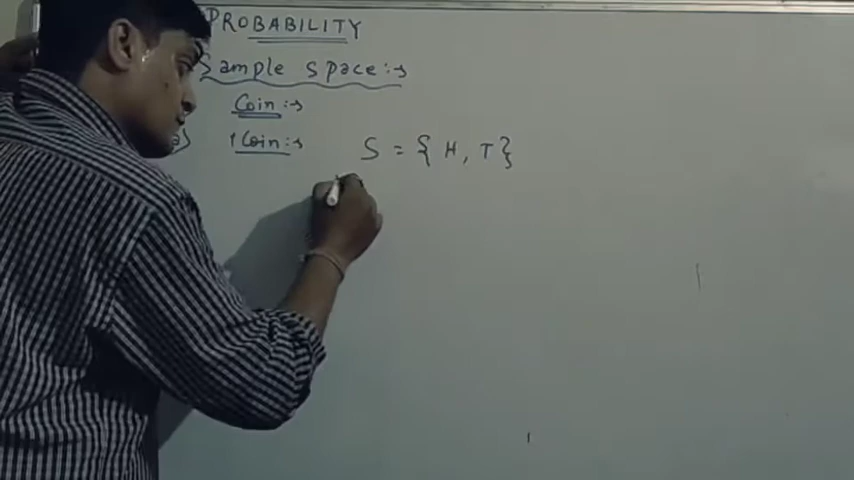 PROBABILITY
Sample Space :→
Coin :→
1 Coin :→ S = { H, T }